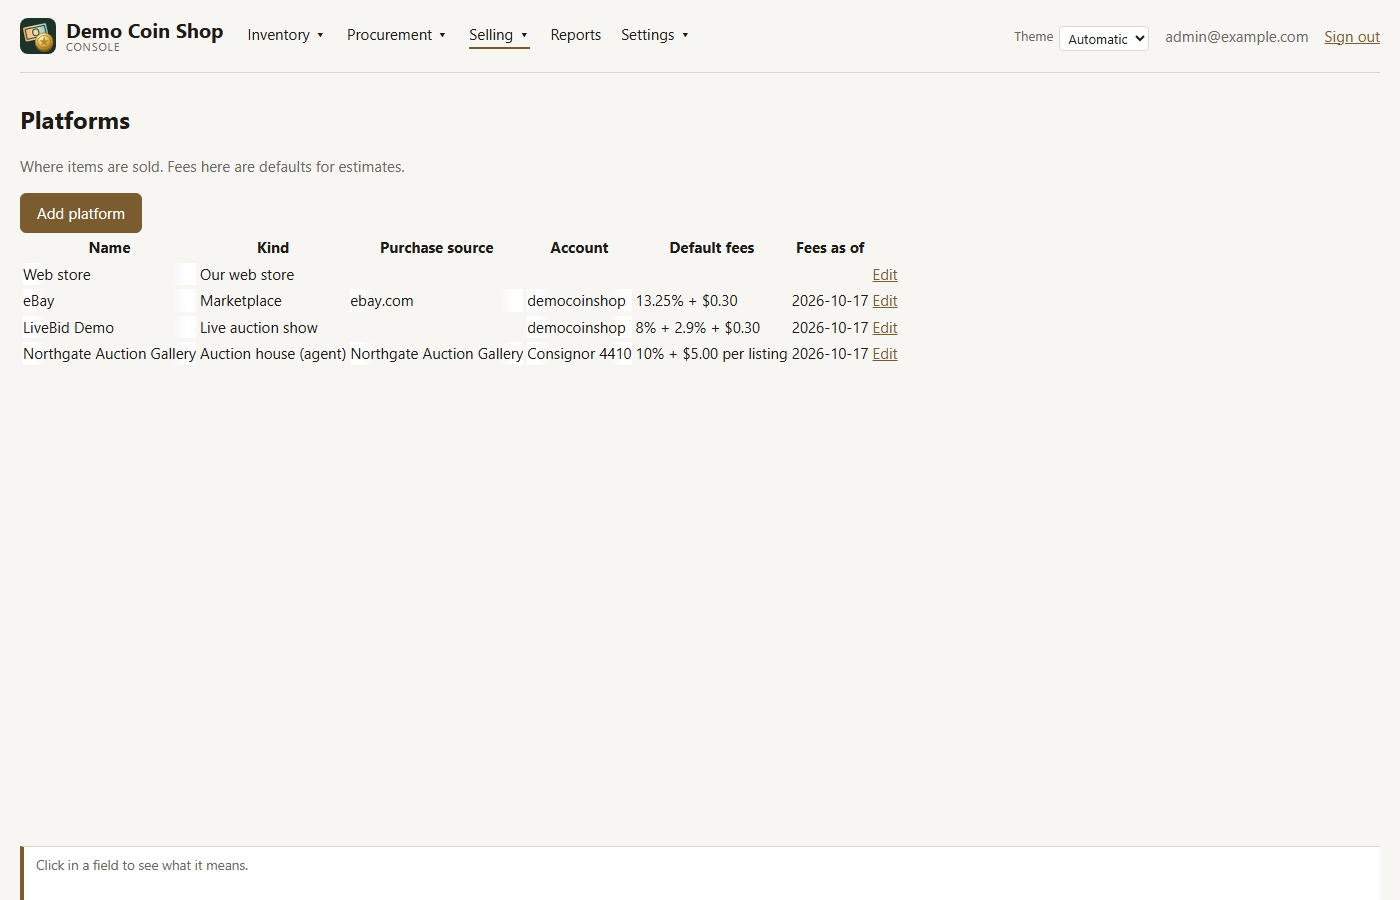 Demo Coin Shop
CONSOLE
Inventory ▼ Procurement ▼ Selling ▼ Reports Settings ▼
Theme Automatic admin@example.com Sign out
Platforms
Where items are sold. Fees here are defaults for estimates.
Add platform
Name Kind Purchase source Account Default fees Fees as of
Web store Our web store Edit
eBay Marketplace ebay.com democoinshop 13.25% + $0.30 2026-10-17 Edit
LiveBid Demo Live auction show democoinshop 8% + 2.9% + $0.30 2026-10-17 Edit
Northgate Auction Gallery Auction house (agent) Northgate Auction Gallery Consignor 4410 10% + $5.00 per listing 2026-10-17 Edit
Click in a field to see what it means.